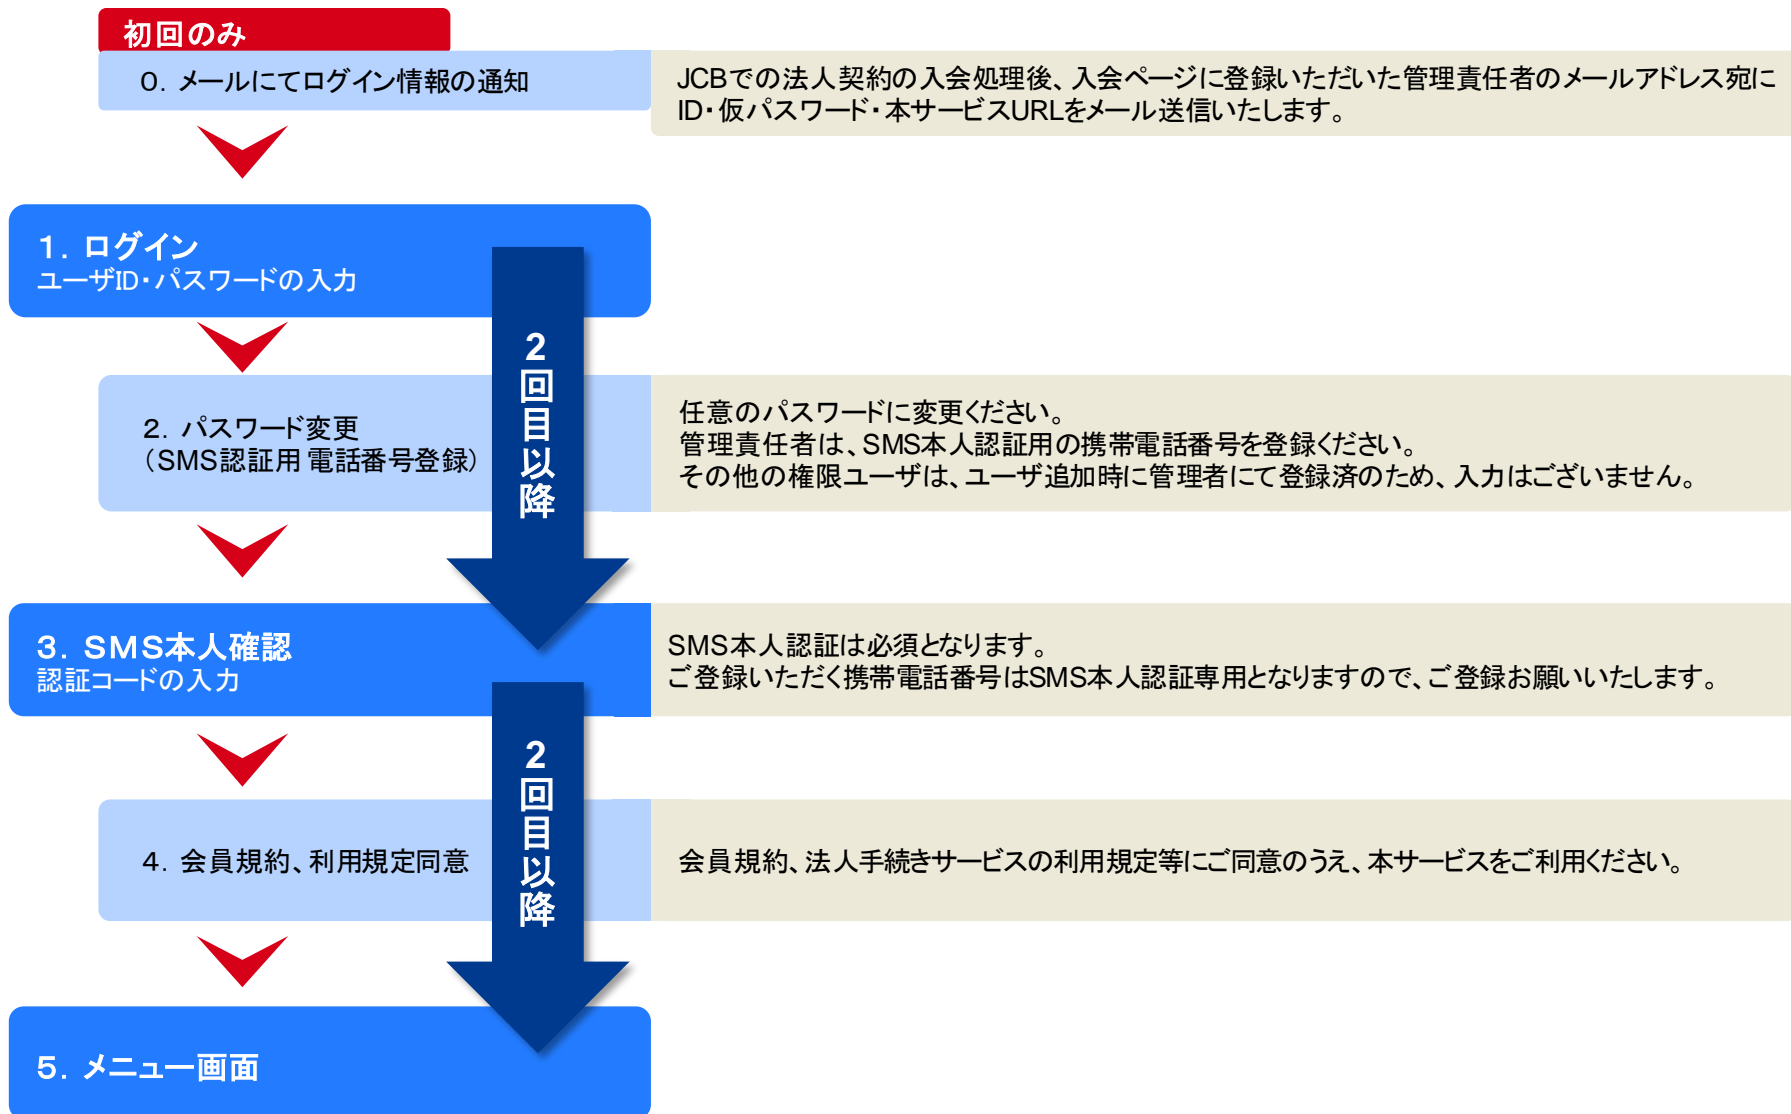 初回のみ
０．メールにてログイン情報の通知
JCBでの法人契約の入会処理後、入会ページに登録いただいた管理責任者のメールアドレス宛に
ID・仮パスワード・本サービスURLをメール送信いたします。
１．ログイン
ユーザID・パスワードの入力
2回目以降
２．パスワード変更
（SMS認証用 電話番号登録）
任意のパスワードに変更ください。
管理責任者は、SMS本人認証用の携帯電話番号を登録ください。
その他の権限ユーザは、ユーザ追加時に管理者にて登録済のため、入力はございません。
３．ＳＭＳ本人確認
認証コードの入力
SMS本人認証は必須となります。
ご登録いただく携帯電話番号はSMS本人認証専用となりますので、ご登録お願いいたします。
2回目以降
４．会員規約、利用規定同意
会員規約、法人手続きサービスの利用規定等にご同意のうえ、本サービスをご利用ください。
５．メニュー画面